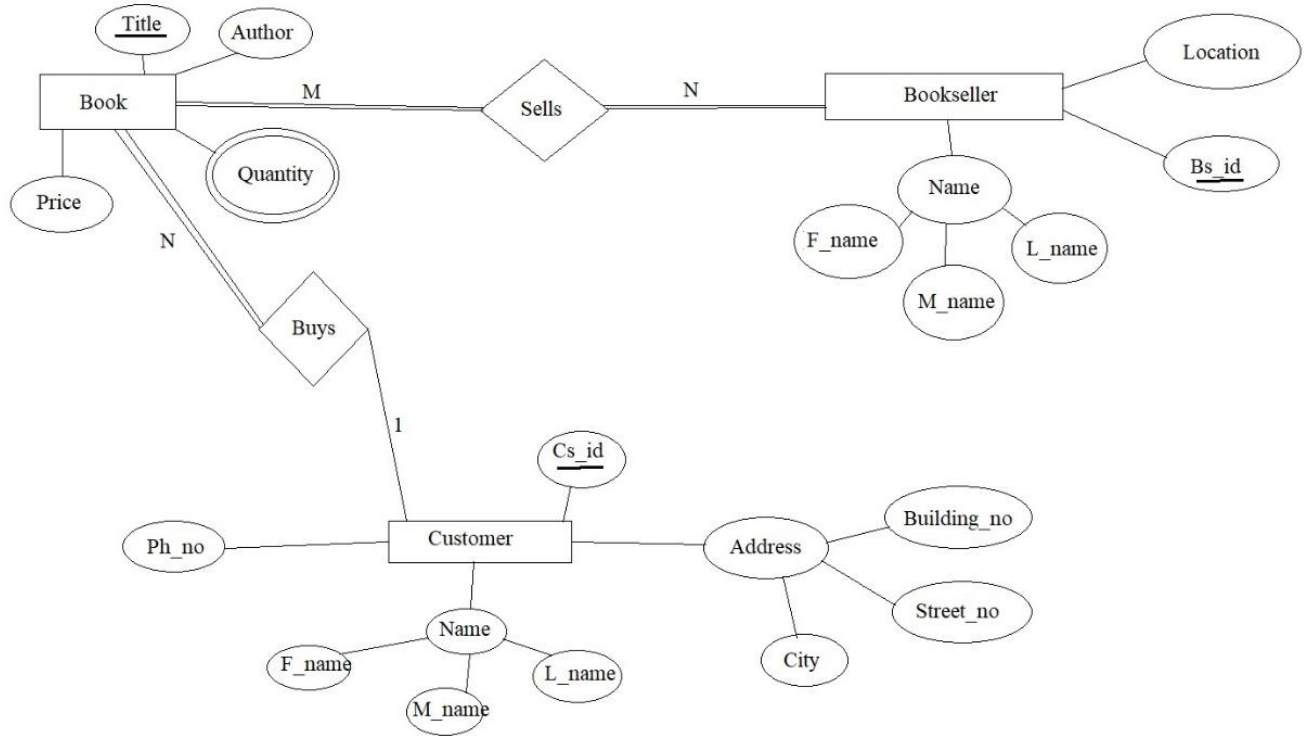 Title
Author
Location
Book
M
Sells
N
Bookseller
Quantity
Bs_id
Price
Name
N
F_name
L_name
M_name
Buys
1
Cs_id
Building_no
Ph_no
Customer
Address
Street_no
Name
City
F_name
L_name
M_name